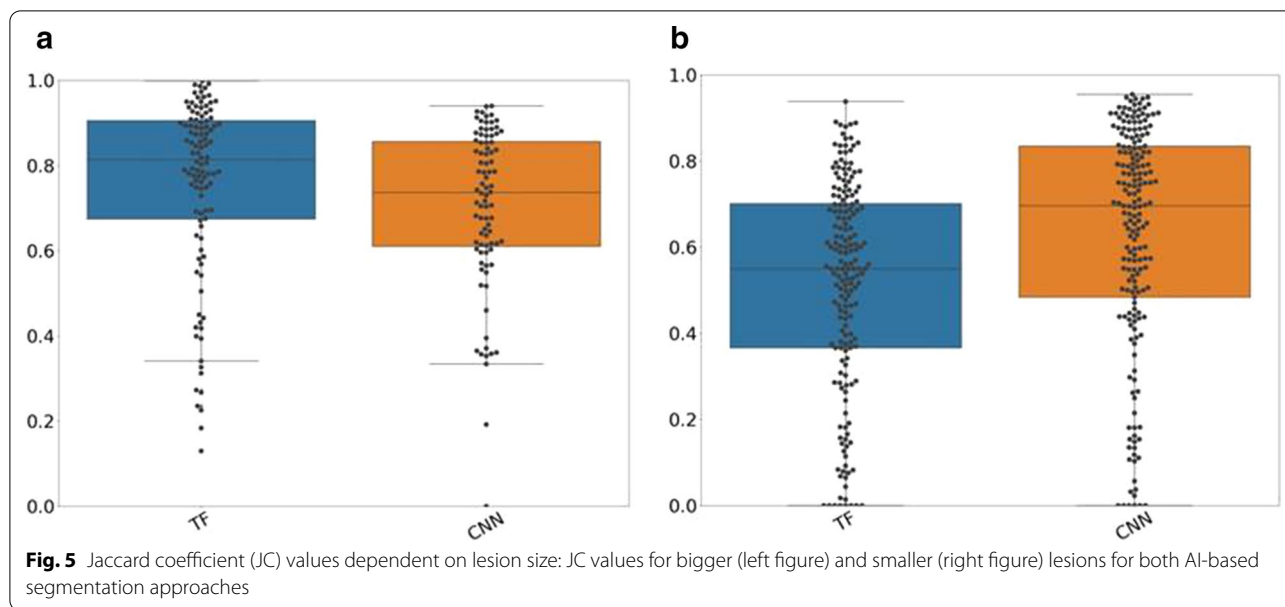 a
b
1.0
0.8
0.6
0.4
0.2
0.0
TF
CNN
1.0
0.8
0.6
0.4
0.2
0.0
TF
CNN
Fig. 5 Jaccard coefficient (JC) values dependent on lesion size: JC values for bigger (left figure) and smaller (right figure) lesions for both AI-based
segmentation approaches